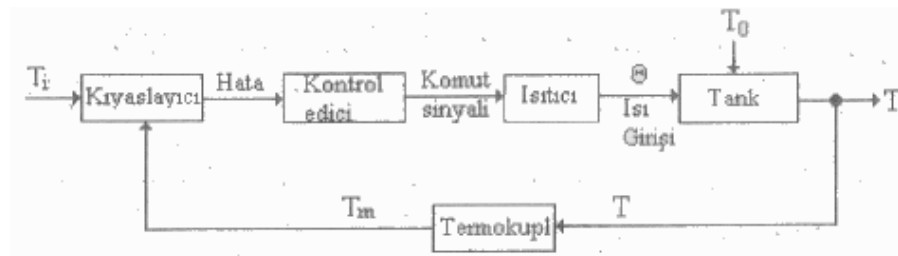 T₀
Tᵢ
Kıyaslayıcı
Hata
Kontrol
edici
Komut
sinyali
Isıtıcı
Θ
Isı
Girişi
Tank
T
Tm
Termokupl
T